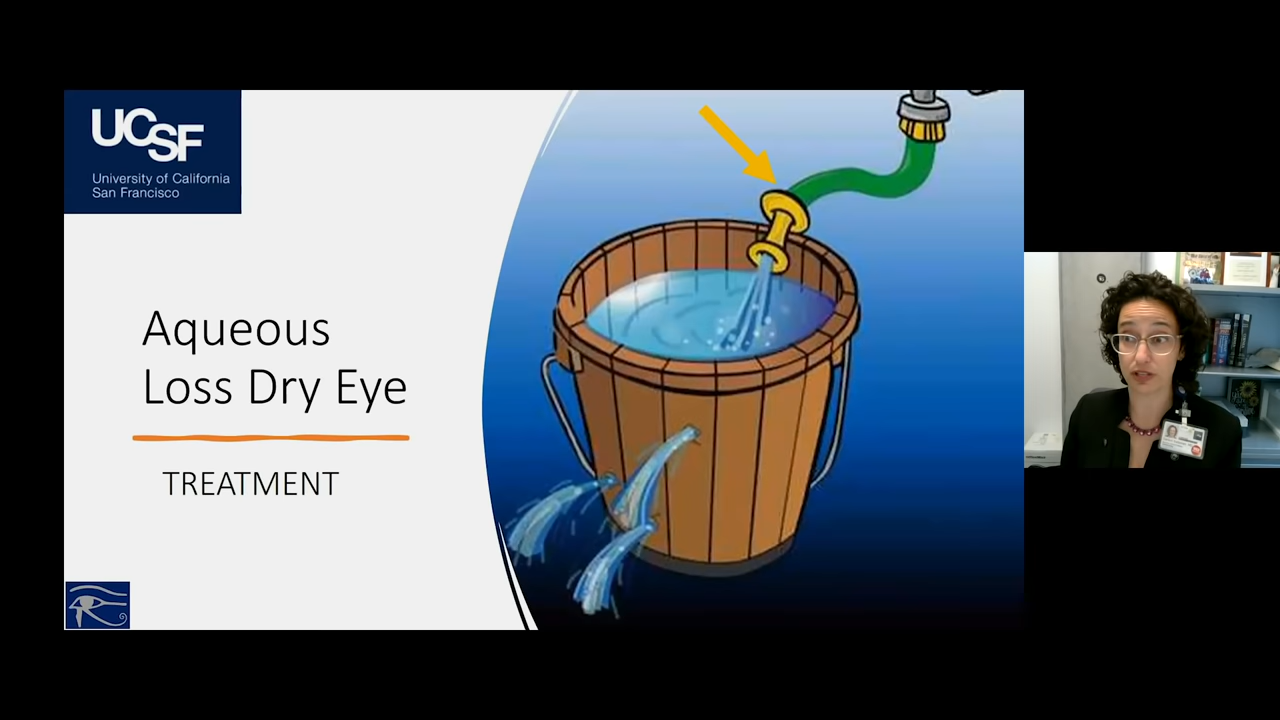 UCSF
University of California
San Francisco
Aqueous
Loss Dry Eye
TREATMENT